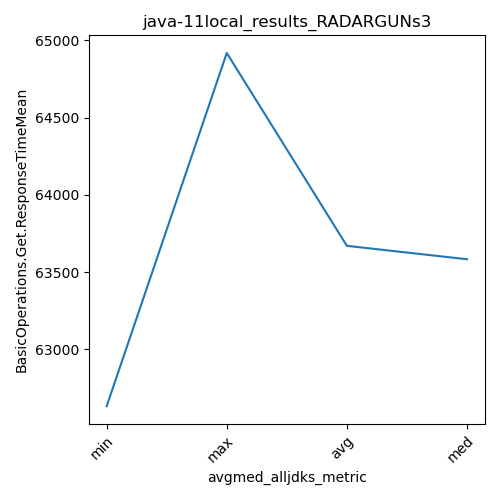 java-11local_results_RADARGUNs3
BasicOperations.Get.ResponseTimeMean
65000
64500
64000
63500
63000
min
max
avg
med
avgmed_alljdks_metric